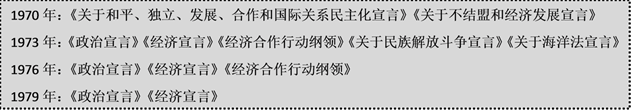 1970 年：《关于和平、独立、发展、合作和国际关系民主化宣言》《关于不结盟和经济发展宣言》
1973 年：《政治宣言》《经济宣言》《经济合作行动纲领》《关于民族解放斗争宣言》《关于海洋法宣言》
1976 年：《政治宣言》《经济宣言》《经济合作行动纲领》
1979 年：《政治宣言》《经济宣言》